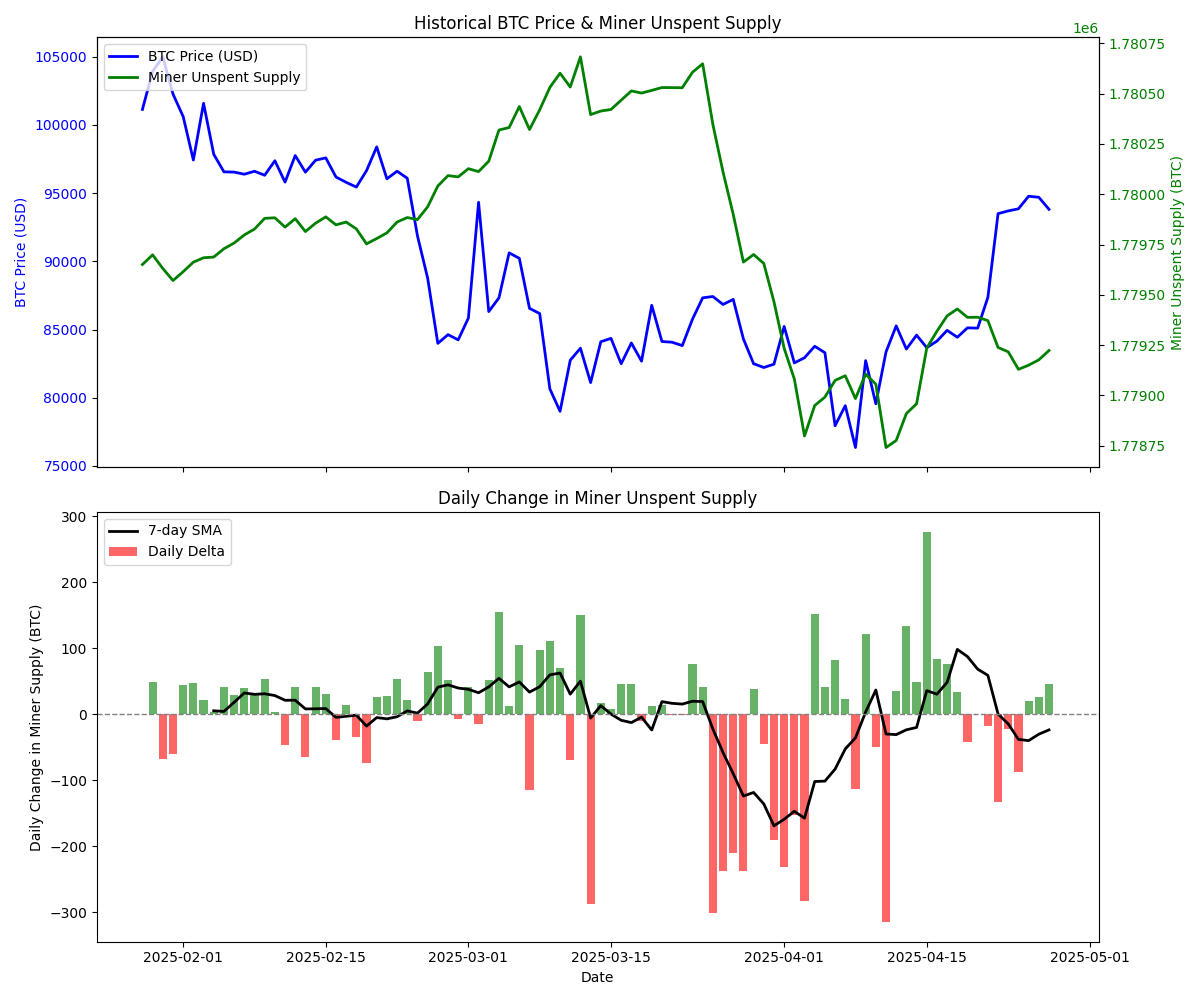 Historical BTC Price & Miner Unspent Supply
1e6
BTC Price (USD)
Miner Unspent Supply
105000
100000
95000
90000
85000
80000
75000
BTC Price (USD)
1.78075
1.78050
1.78025
1.78000
1.77975
1.77950
1.77925
1.77900
1.77875
Miner Unspent Supply (BTC)
Daily Change in Miner Unspent Supply
7-day SMA
Daily Delta
300
200
100
0
−100
−200
−300
Daily Change in Miner Supply (BTC)
2025-02-01
2025-02-15
2025-03-01
2025-03-15
2025-04-01
2025-04-15
2025-05-01
Date